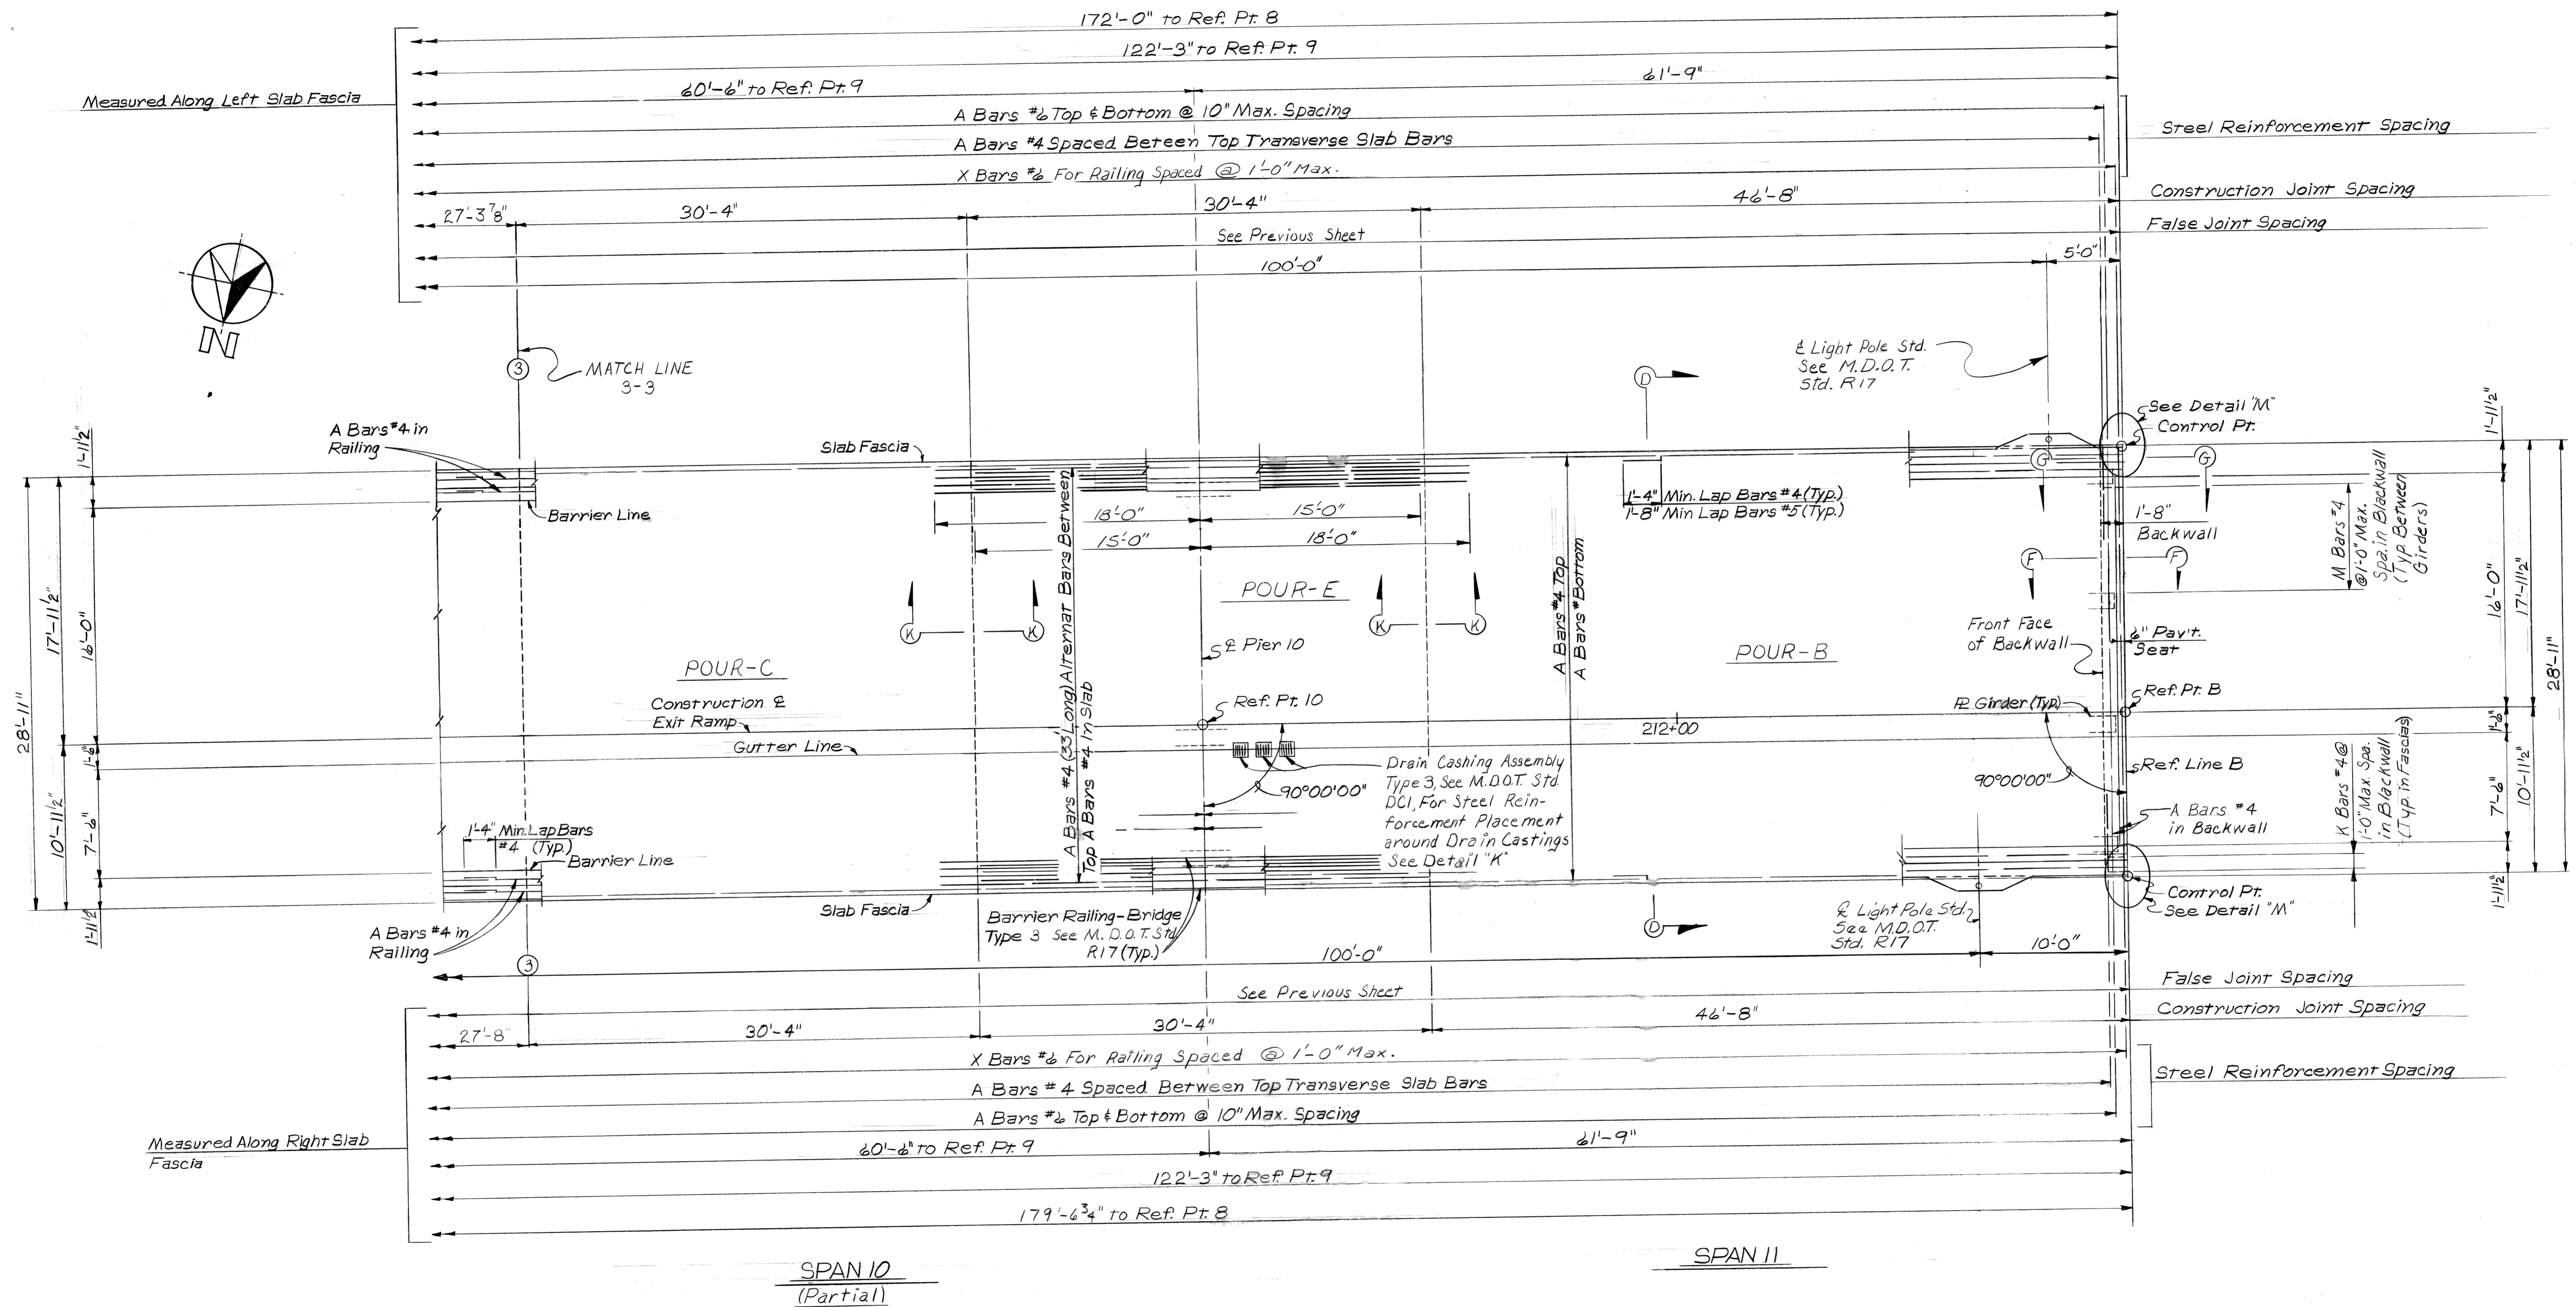 172'-0" to Ref. Pt. 8
122'-3" to Ref. Pt. 9
60'-6" to Ref. Pt. 9
61'-9"
Measured Along Left Slab Fascia
A Bars #6 Top & Bottom @ 10" Max. Spacing
Steel Reinforcement Spacing
A Bars #4 Spaced Beteen Top Transverse Slab Bars
X Bars #6 For Railing Spaced @ 1'-0" Max.
27'-3⅞"
30'-4"
30'-4"
46'-8"
Construction Joint Spacing
See Previous Sheet
False Joint Spacing
100'-0"
5'-0"
N
3
MATCH LINE
3-3
D
℄ Light Pole Std.
See M.D.O.T.
Std. R17
See Detail "M"
Control Pt.
A Bars #4 in
Railing
Slab Fascia
Barrier Line
G
G
1'-11½"
17'-11½"
16'-0"
28'-11"
1'-6"
10'-11½"
7'-6"
1'-11½"
18'-0"
15'-0"
15'-0"
18'-0"
1'-4" Min. Lap Bars #4 (Typ.)
1'-8" Min Lap Bars #5 (Typ.)
1'-8"
Backwall
M Bars #4
@1'-0" Max.
Spa. in Blackwall
(Typ. Between
Girders)
1'-11½"
16'-0"
17'-11½"
28'-11"
1'-6"
7'-6"
10'-11½"
1'-11½"
F
F
K
K
K
K
POUR-E
A Bars #4 (33' Long) Alternat Bars Between
Top A Bars #4 In Slab
A Bars #4 Top
A Bars #Bottom
℄ Pier 10
POUR-C
POUR-B
Front Face
of Backwall
6" Pav't.
Seat
Construction ℄
Exit Ramp
Ref. Pt. 10
Gutter Line
212+00
℄ Girder (Typ.)
Ref. Pt. B
Ref. Line B
90°00'00"
90°00'00"
Drain Cashing Assembly
Type 3, See M.D.O.T. Std.
DC1, For Steel Rein-
forcement Placement
around Drain Castings
See Detail "K"
K Bars #4@
1'-0" Max. Spa.
in Blackwall
(Typ. in Fascias)
A Bars #4
in Backwall
1'-4" Min. Lap Bars
#4 (Typ.)
Barrier Line
Slab Fascia
Barrier Railing-Bridge
Type 3 See M.D.O.T. Std
R17 (Typ.)
A Bars #4 in
Railing
3
D
℄ Light Pole Std.
See M.D.O.T.
Std. R17
Control Pt.
See Detail "M"
100'-0"
10'-0"
See Previous Sheet
False Joint Spacing
27'-8"
30'-4"
30'-4"
46'-8"
Construction Joint Spacing
X Bars #6 For Railing Spaced @ 1'-0" Max.
A Bars # 4 Spaced Between Top Transverse Slab Bars
Steel Reinforcement Spacing
A Bars #6 Top & Bottom @ 10" Max. Spacing
Measured Along Right Slab
Fascia
60'-6" to Ref. Pt. 9
61'-9"
122'-3" to Ref. Pt. 9
179'-6¾" to Ref. Pt. 8
SPAN 10
(Partial)
SPAN 11